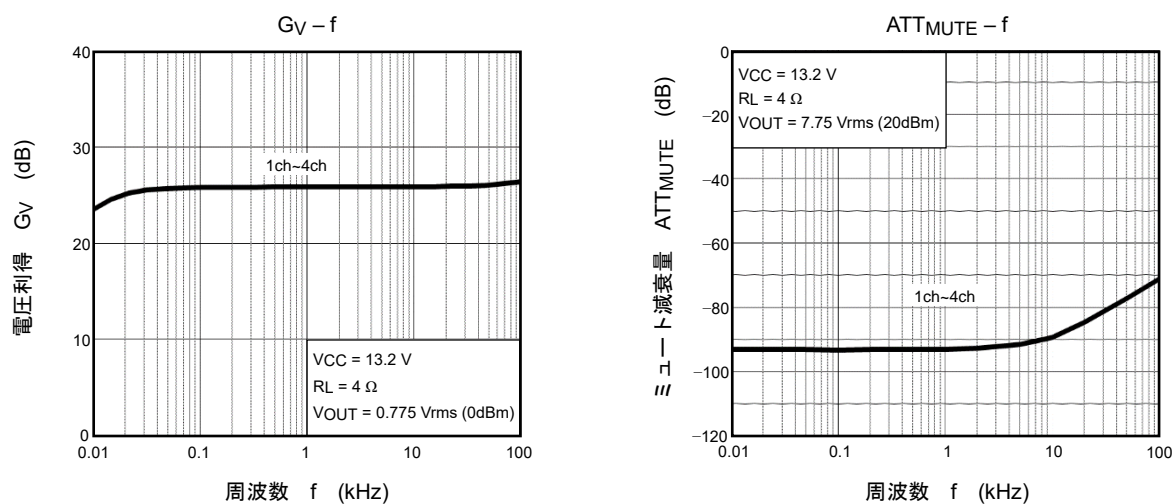 GV – f
電圧利得 GV (dB)
40
30
20
10
0
1ch~4ch
VCC = 13.2 V
RL = 4 Ω
VOUT = 0.775 Vrms (0dBm)
0.01 0.1 1 10 100
周波数 f (kHz)
ATTMUTE – f
ミュート減衰量 ATTMUTE (dB)
0
−20
−40
−60
−80
−100
−120
VCC = 13.2 V
RL = 4 Ω
VOUT = 7.75 Vrms (20dBm)
1ch~4ch
0.01 0.1 1 10 100
周波数 f (kHz)